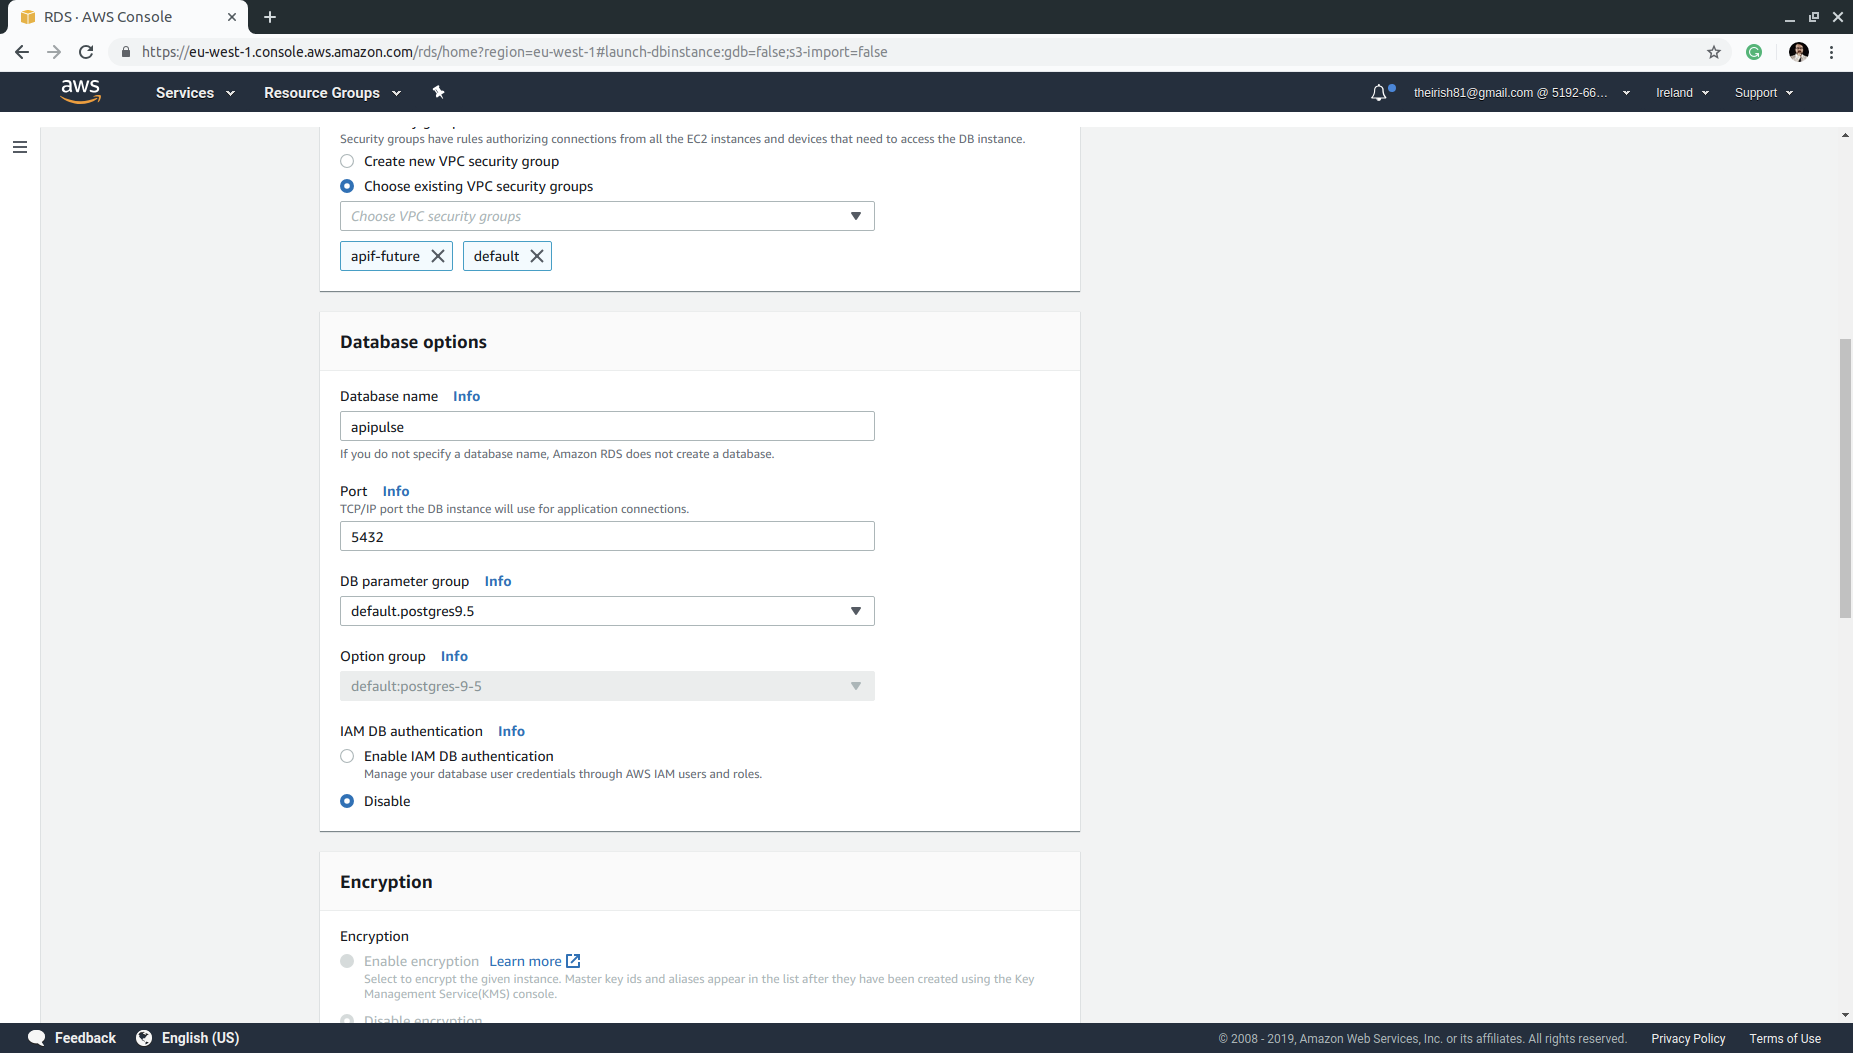 RDS · AWS Console
https://eu-west-1.console.aws.amazon.com/rds/home?region=eu-west-1#launch-dbinstance:gdb=false;s3-import=false
aws
Services
Resource Groups
theirish81@gmail.com @ 5192-66...
Ireland
Support
Security groups have rules authorizing connections from all the EC2 instances and devices that need to access the DB instance.
Create new VPC security group
Choose existing VPC security groups
Choose VPC security groups
apif-future
default
Database options
Database name Info
apipulse
If you do not specify a database name, Amazon RDS does not create a database.
Port Info
TCP/IP port the DB instance will use for application connections.
5432
DB parameter group Info
default.postgres9.5
Option group Info
default:postgres-9-5
IAM DB authentication Info
Enable IAM DB authentication
Manage your database user credentials through AWS IAM users and roles.
Disable
Encryption
Encryption
Enable encryption Learn more
Select to encrypt the given instance. Master key ids and aliases appear in the list after they have been created using the Key
Management Service(KMS) console.
Disable encryption
Feedback
English (US)
© 2008 - 2019, Amazon Web Services, Inc. or its affiliates. All rights reserved.
Privacy Policy
Terms of Use